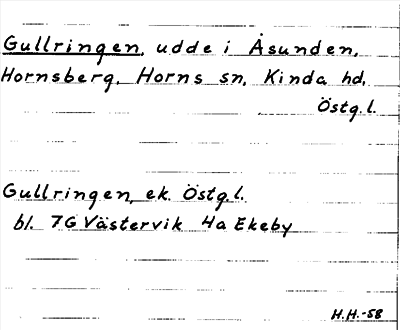 Gullringen, udde i Åsunden,
Hornsberg, Horns sn, Kinda hd,
Östg.l.
Gullringen, ek. Östg.l.
bl. 7G Västervik 4a Ekeby
H.H.-58